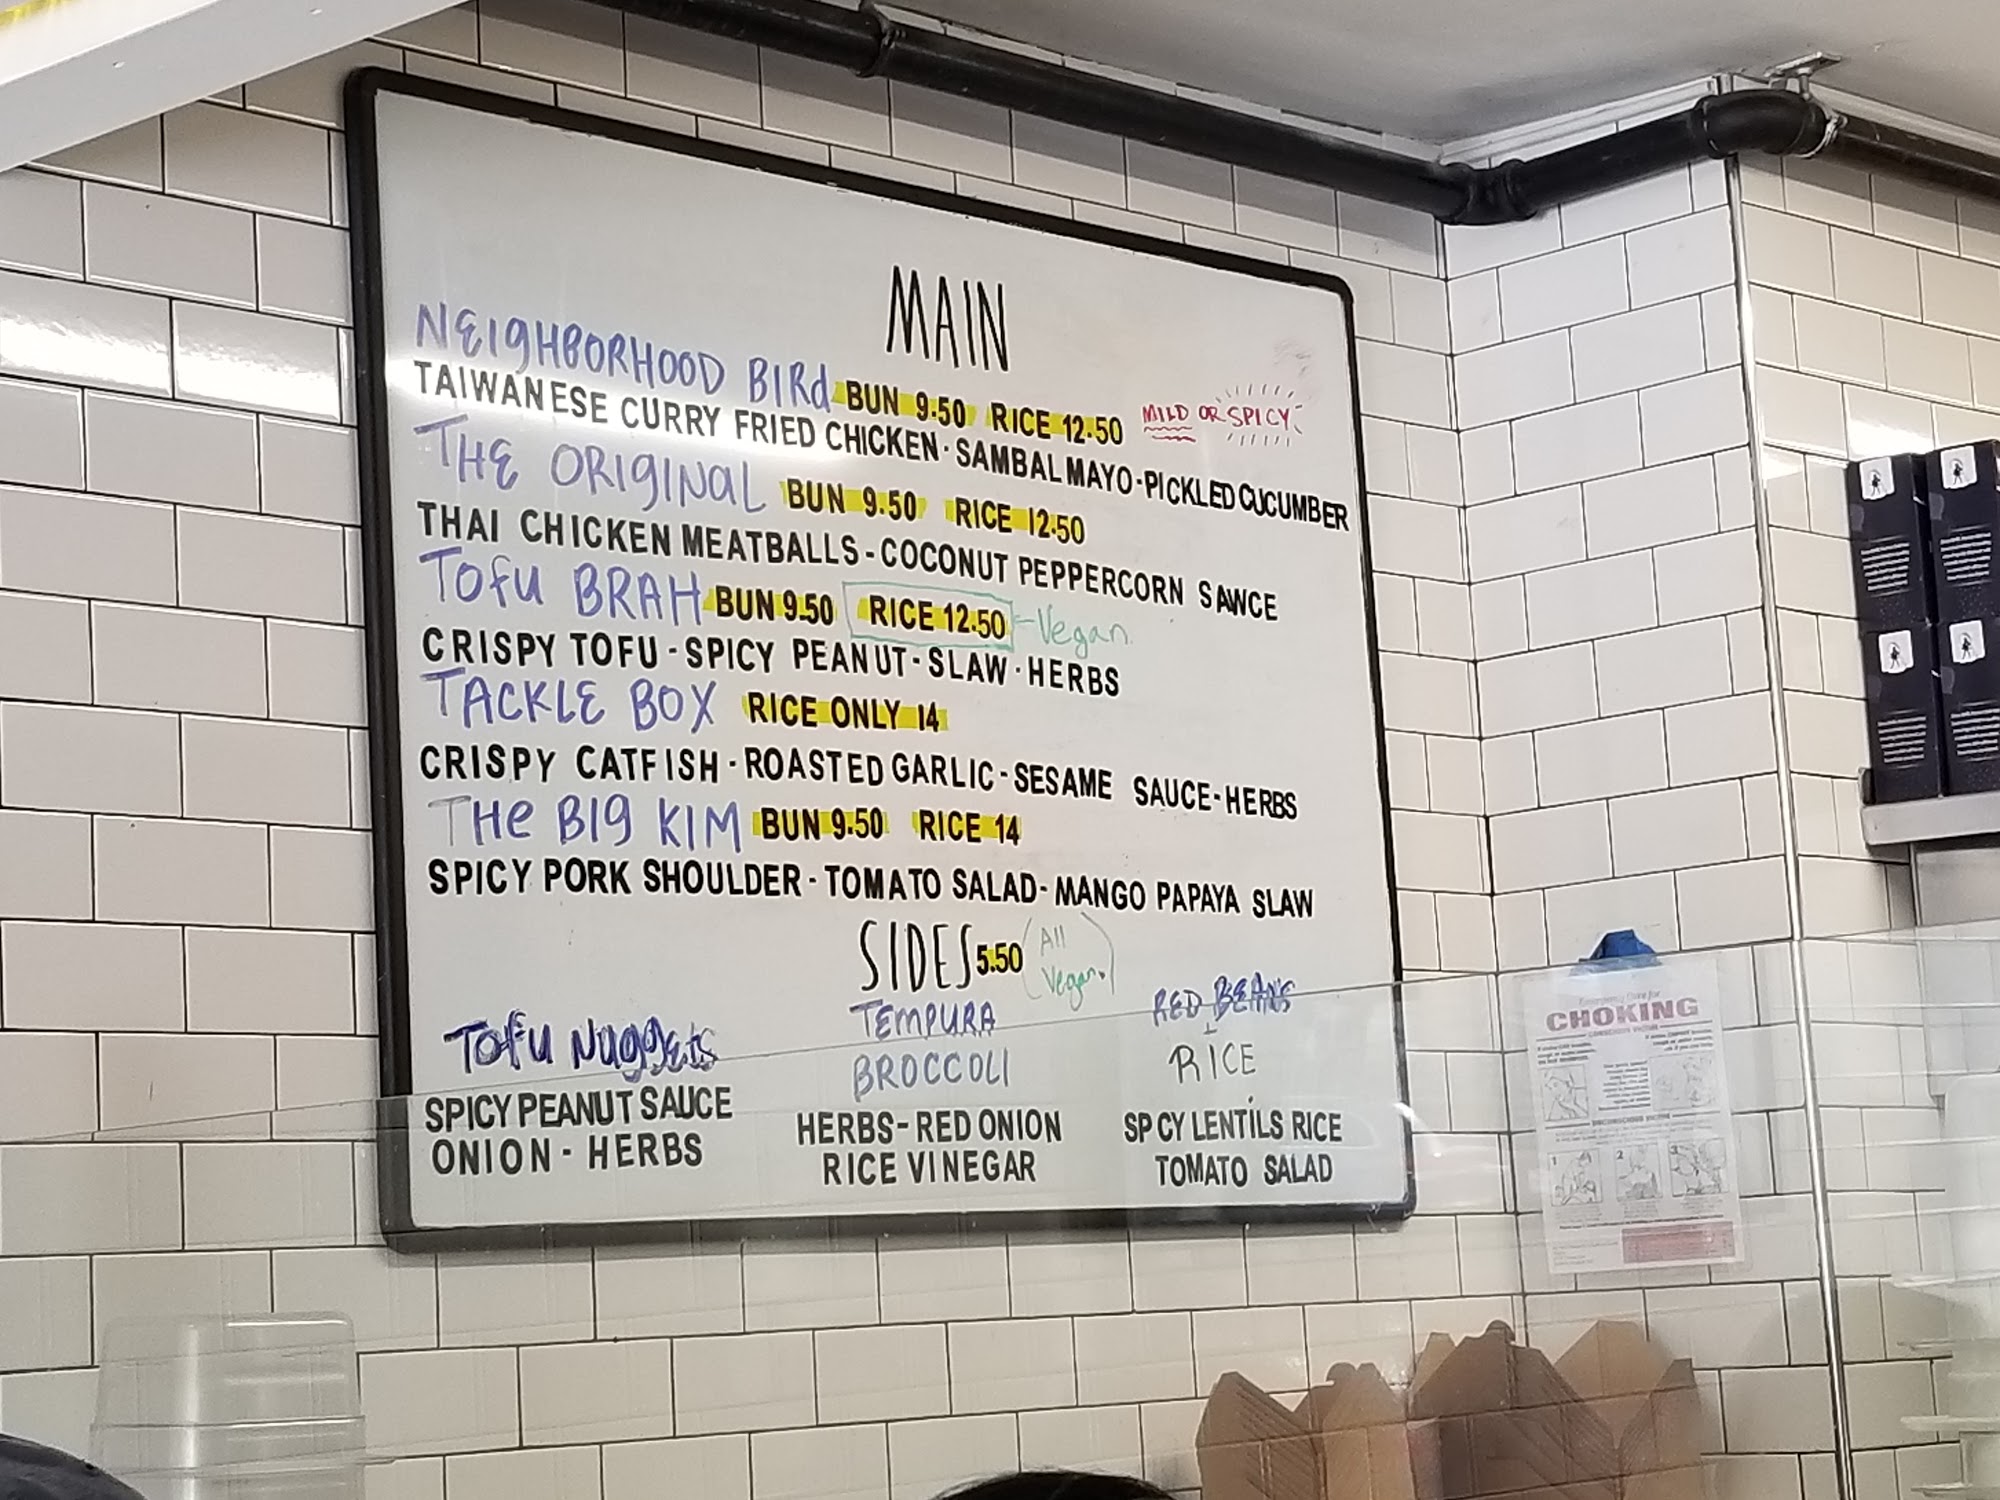 MAIN
NEIGHBORHOOD BIRd BUN 9.50 RICE 12.50 MILD OR SPICY
TAIWANESE CURRY FRIED CHICKEN · SAMBAL MAYO - PICKLED CUCUMBER
THE ORIGINAL BUN 9.50 RICE 12.50
THAI CHICKEN MEATBALLS - COCONUT PEPPERCORN SAWCE
TOfu BRAH BUN 9.50 RICE 12.50 - Vegan
CRISPY TOFU - SPICY PEANUT - SLAW · HERBS
TACKLE BOX RICE ONLY 14
CRISPY CATFISH · ROASTED GARLIC - SESAME SAUCE - HERBS
THe BIg KIM BUN 9.50 RICE 14
SPICY PORK SHOULDER - TOMATO SALAD - MANGO PAPAYA SLAW
SIDES 5.50 (All Vegan.)
TOfu NuggEts
SPICY PEANUT SAUCE
ONION - HERBS
TEMPURA
BROCCOLI
HERBS - RED ONION
RICE VINEGAR
RED BEANS
+
RICE
SP CY LENTILS RICE
TOMATO SALAD
CHOKING
1 2 3